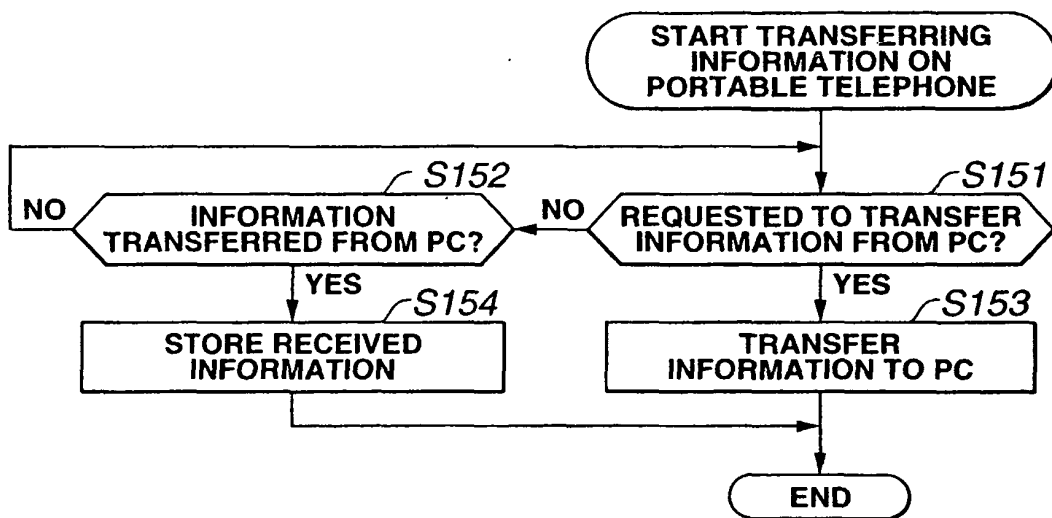 START TRANSFERRING
INFORMATION ON
PORTABLE TELEPHONE
S151
REQUESTED TO TRANSFER
INFORMATION FROM PC?
NO
YES
S152
INFORMATION
TRANSFERRED FROM PC?
NO
YES
S153
TRANSFER
INFORMATION TO PC
S154
STORE RECEIVED
INFORMATION
END